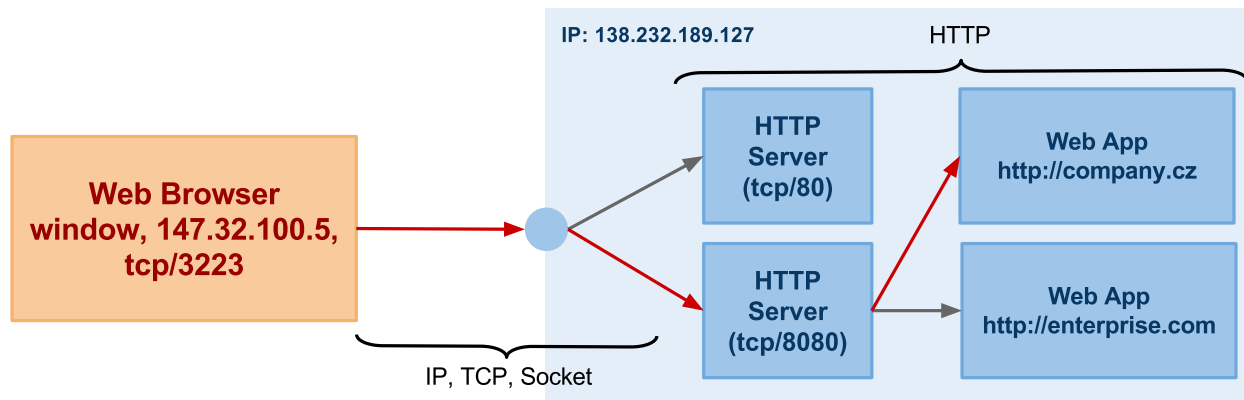 IP: 138.232.189.127
HTTP
HTTP
Server
(tcp/80)
Web App
http://company.cz
Web Browser
window, 147.32.100.5,
tcp/3223
HTTP
Server
(tcp/8080)
Web App
http://enterprise.com
IP, TCP, Socket